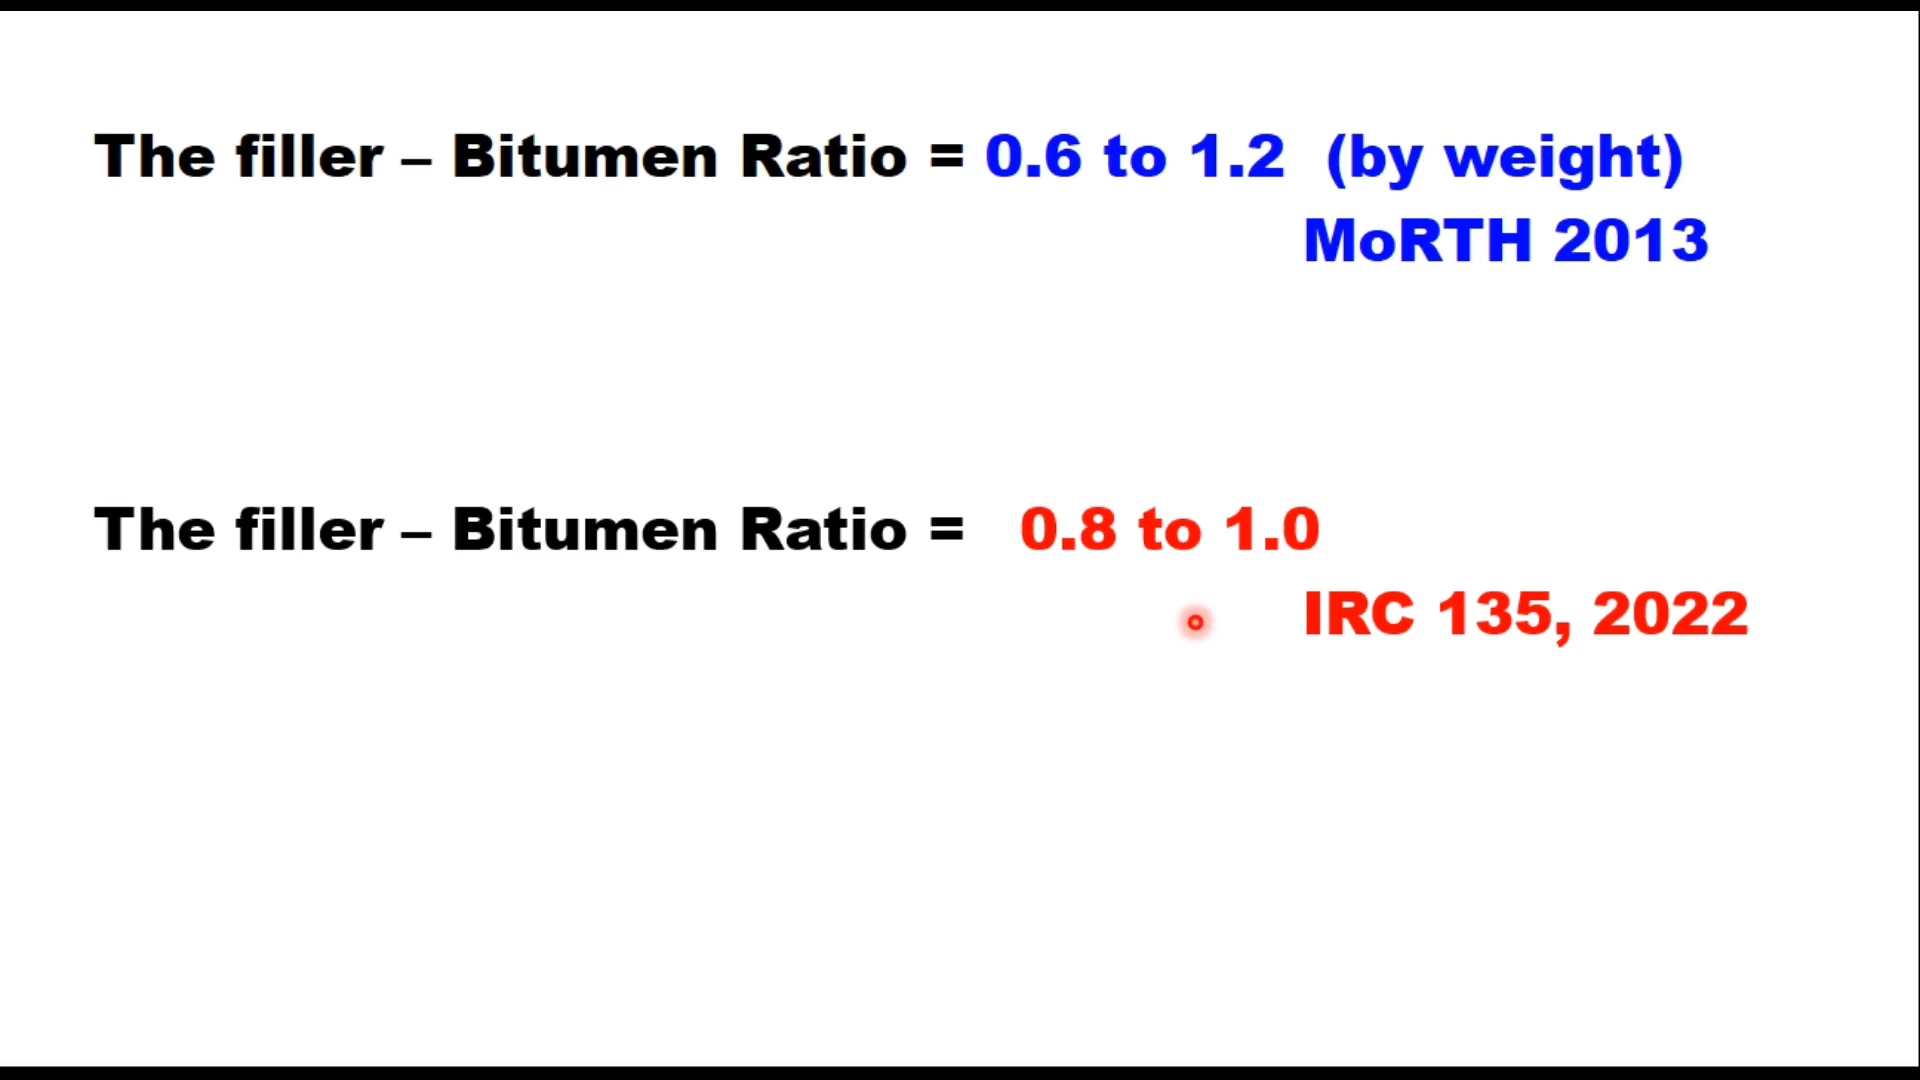 The filler – Bitumen Ratio = 0.6 to 1.2 (by weight)
MoRTH 2013
The filler – Bitumen Ratio = 0.8 to 1.0
IRC 135, 2022